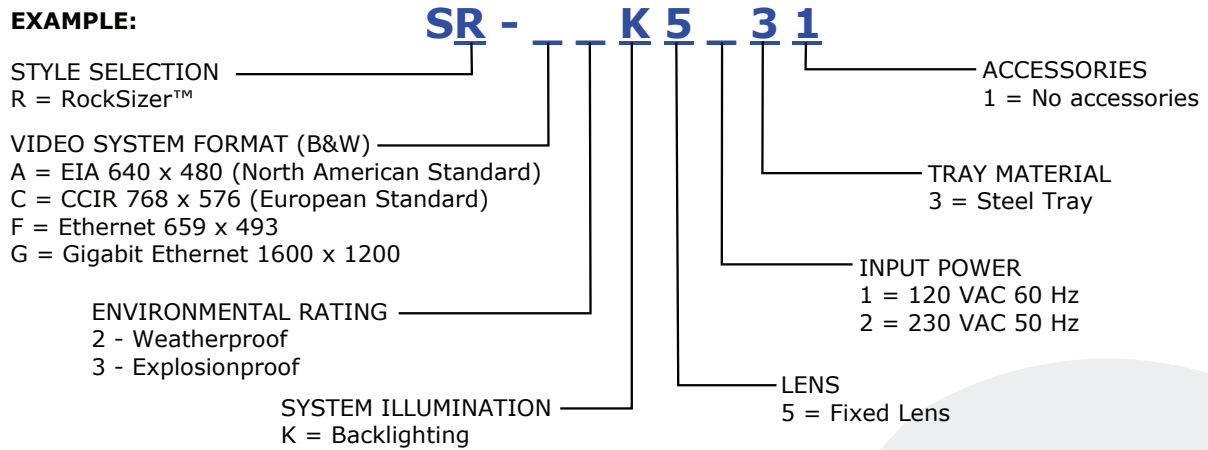 EXAMPLE:
SR - _ _ K 5 _ 3 1
STYLE SELECTION
R = RockSizer™
VIDEO SYSTEM FORMAT (B&W)
A = EIA 640 x 480 (North American Standard)
C = CCIR 768 x 576 (European Standard)
F = Ethernet 659 x 493
G = Gigabit Ethernet 1600 x 1200
ENVIRONMENTAL RATING
2 - Weatherproof
3 - Explosionproof
SYSTEM ILLUMINATION
K = Backlighting
LENS
5 = Fixed Lens
INPUT POWER
1 = 120 VAC 60 Hz
2 = 230 VAC 50 Hz
TRAY MATERIAL
3 = Steel Tray
ACCESSORIES
1 = No accessories